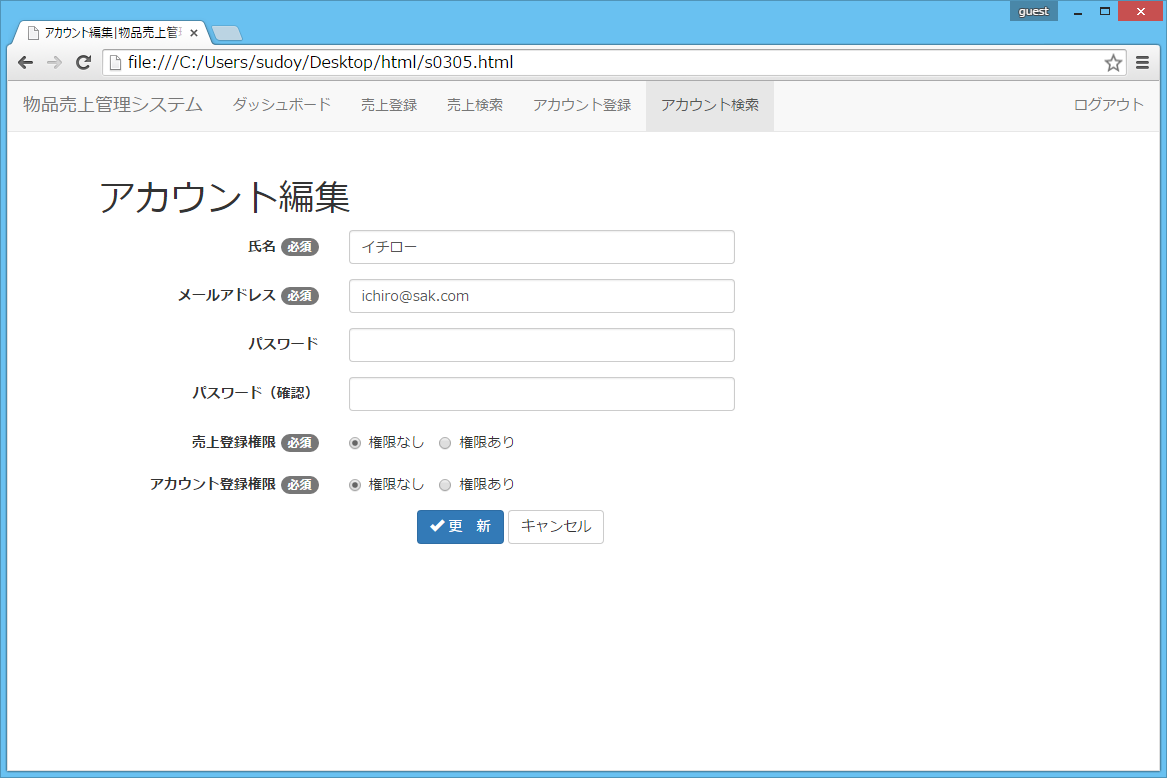 guest
アカウント編集|物品売上管理
file:///C:/Users/sudoy/Desktop/html/s0305.html
物品売上管理システム ダッシュボード 売上登録 売上検索 アカウント登録 アカウント検索 ログアウト
アカウント編集
氏名 必須 イチロー
メールアドレス 必須 ichiro@sak.com
パスワード
パスワード（確認）
売上登録権限 必須 権限なし 権限あり
アカウント登録権限 必須 権限なし 権限あり
更　新 キャンセル